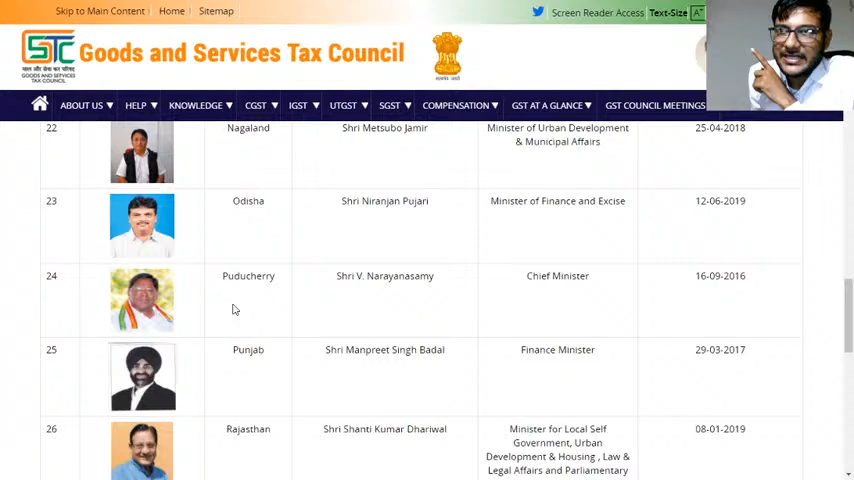 Skip to Main Content
Home
Sitemap
Screen Reader Access
Text-Size
A
GOODS AND SERVICES
TAX COUNCIL
Goods and Services Tax Council
ABOUT US
HELP
KNOWLEDGE
CGST
IGST
UTGST
SGST
COMPENSATION
GST AT A GLANCE
GST COUNCIL MEETINGS
22
Nagaland
Shri Metsubo Jamir
Minister of Urban Development
& Municipal Affairs
25-04-2018
23
Odisha
Shri Niranjan Pujari
Minister of Finance and Excise
12-06-2019
24
Puducherry
Shri V. Narayanasamy
Chief Minister
16-09-2016
25
Punjab
Shri Manpreet Singh Badal
Finance Minister
29-03-2017
26
Rajasthan
Shri Shanti Kumar Dhariwal
Minister for Local Self
Government, Urban
Development & Housing , Law &
Legal Affairs and Parliamentary
08-01-2019